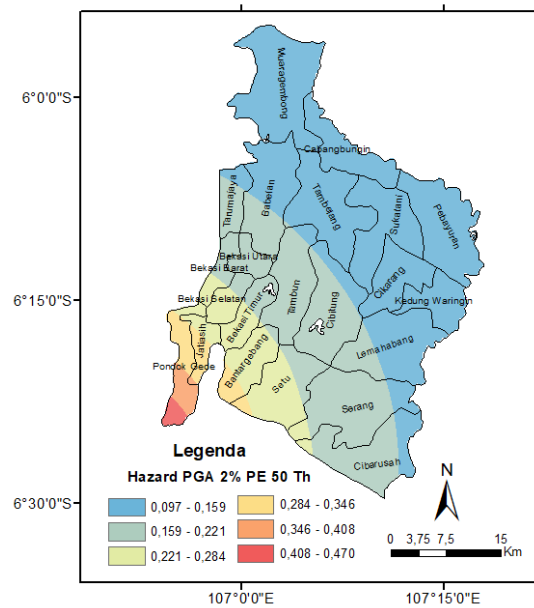 6°0'0"S
6°15'0"S
6°30'0"S
107°0'0"E
107°15'0"E
Muaragembong
Cabangbungin
Tarumajaya
Babelan
Tambelang
Sukatani
Pebayuran
Bekasi Utara
Bekasi Barat
Cikarang
Kedung Waringin
Bekasi Selatan
Bekasi Timur
Tambun
Cibitung
Lemahabang
Jatiasih
Pondok Gede
Bantargebang
Setu
Serang
Cibarusah
Legenda
Hazard PGA 2% PE 50 Th
0,097 - 0,159
0,159 - 0,221
0,221 - 0,284
0,284 - 0,346
0,346 - 0,408
0,408 - 0,470
N
0 3,75 7,5 15
Km